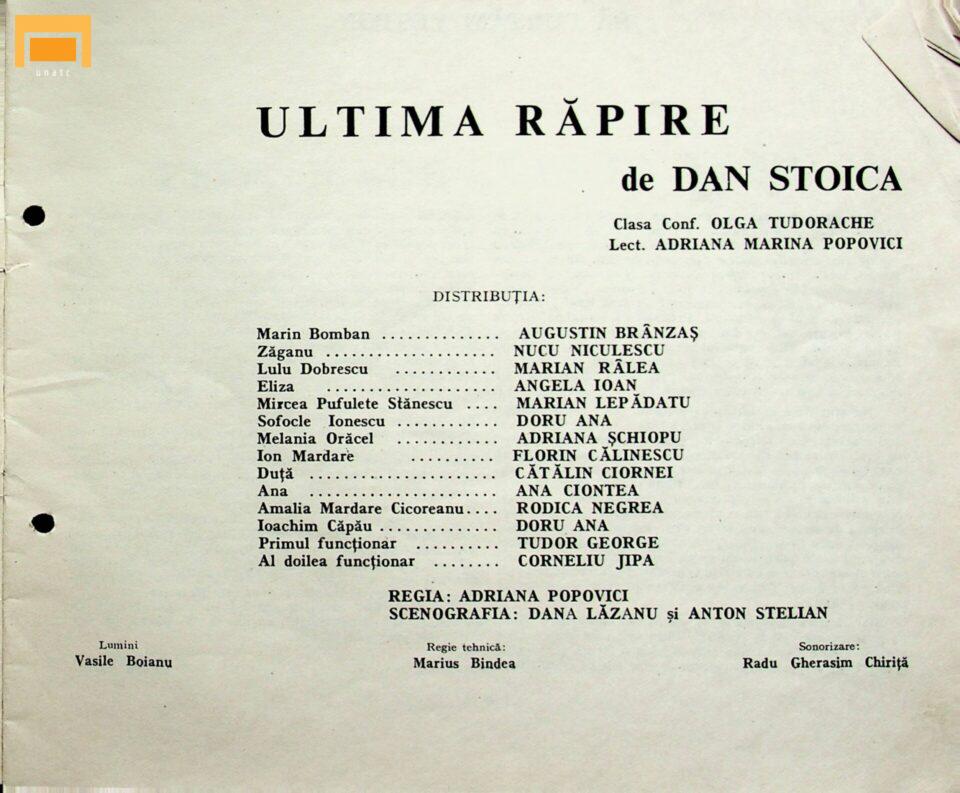 unatc
ULTIMA RĂPIRE
de DAN STOICA
Clasa Conf. OLGA TUDORACHE
Lect. ADRIANA MARINA POPOVICI
DISTRIBUȚIA:
Marin Bomban .............. AUGUSTIN BRÂNZAȘ
Zăganu .................... NUCU NICULESCU
Lulu Dobrescu ............ MARIAN RÂLEA
Eliza .................... ANGELA IOAN
Mircea Pufulete Stănescu .... MARIAN LEPĂDATU
Sofocle Ionescu ............ DORU ANA
Melania Orăcel ............ ADRIANA ȘCHIOPU
Ion Mardare .......... FLORIN CĂLINESCU
Duță ...................... CĂTĂLIN CIORNEI
Ana ...................... ANA CIONTEA
Amalia Mardare Cicoreanu.... RODICA NEGREA
Ioachim Căpău .............. DORU ANA
Primul funcționar .......... TUDOR GEORGE
Al doilea funcționar ........ CORNELIU JIPA
REGIA: ADRIANA POPOVICI
SCENOGRAFIA: DANA LĂZANU și ANTON STELIAN
Lumini
Vasile Boianu
Regie tehnică:
Marius Bindea
Sonorizare:
Radu Gherasim Chiriță